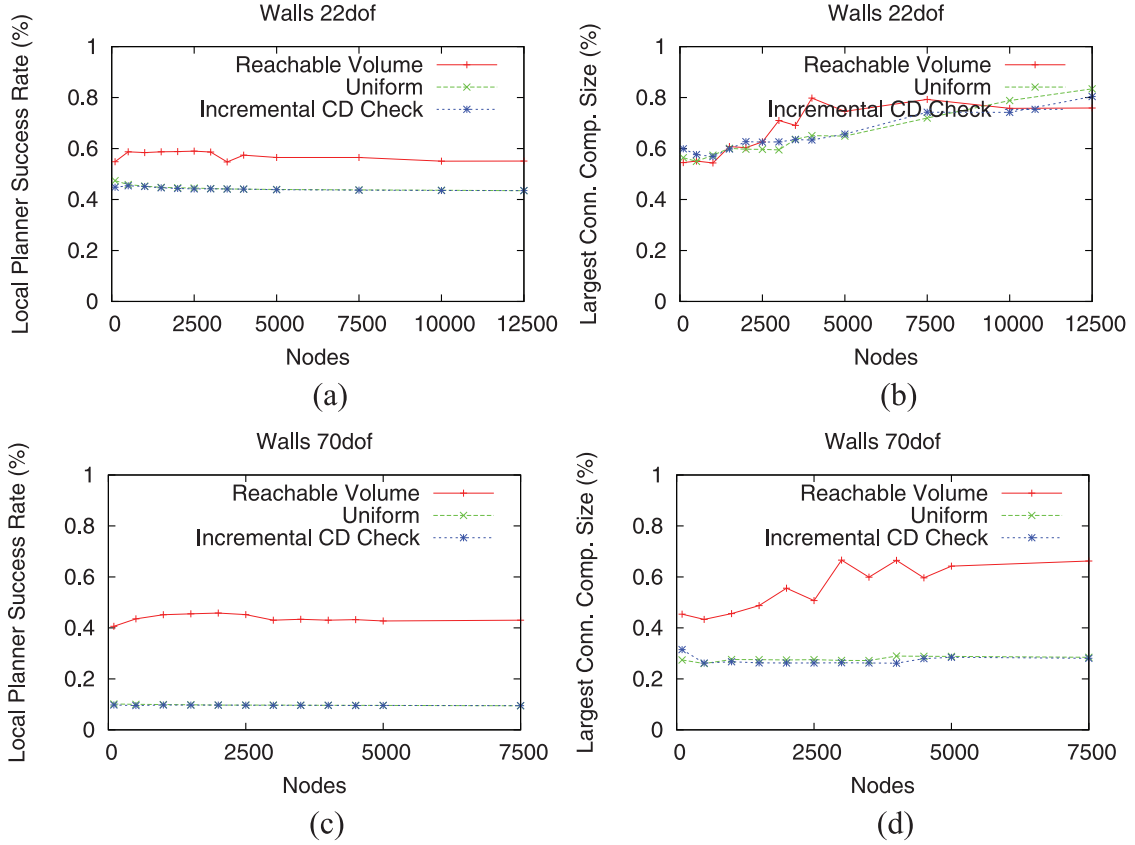 Walls 22dof
Local Planner Success Rate (%)
1
0.8
0.6
0.4
0.2
0
Reachable Volume
Uniform
Incremental CD Check
0
2500
5000
7500
10000
12500
Nodes
(a)
Walls 22dof
Largest Conn. Comp. Size (%)
1
0.8
0.6
0.4
0.2
0
Reachable Volume
Uniform
Incremental CD Check
0
2500
5000
7500
10000
12500
Nodes
(b)
Walls 70dof
Local Planner Success Rate (%)
1
0.8
0.6
0.4
0.2
0
Reachable Volume
Uniform
Incremental CD Check
0
2500
5000
7500
Nodes
(c)
Walls 70dof
Largest Conn. Comp. Size (%)
1
0.8
0.6
0.4
0.2
0
Reachable Volume
Uniform
Incremental CD Check
0
2500
5000
7500
Nodes
(d)